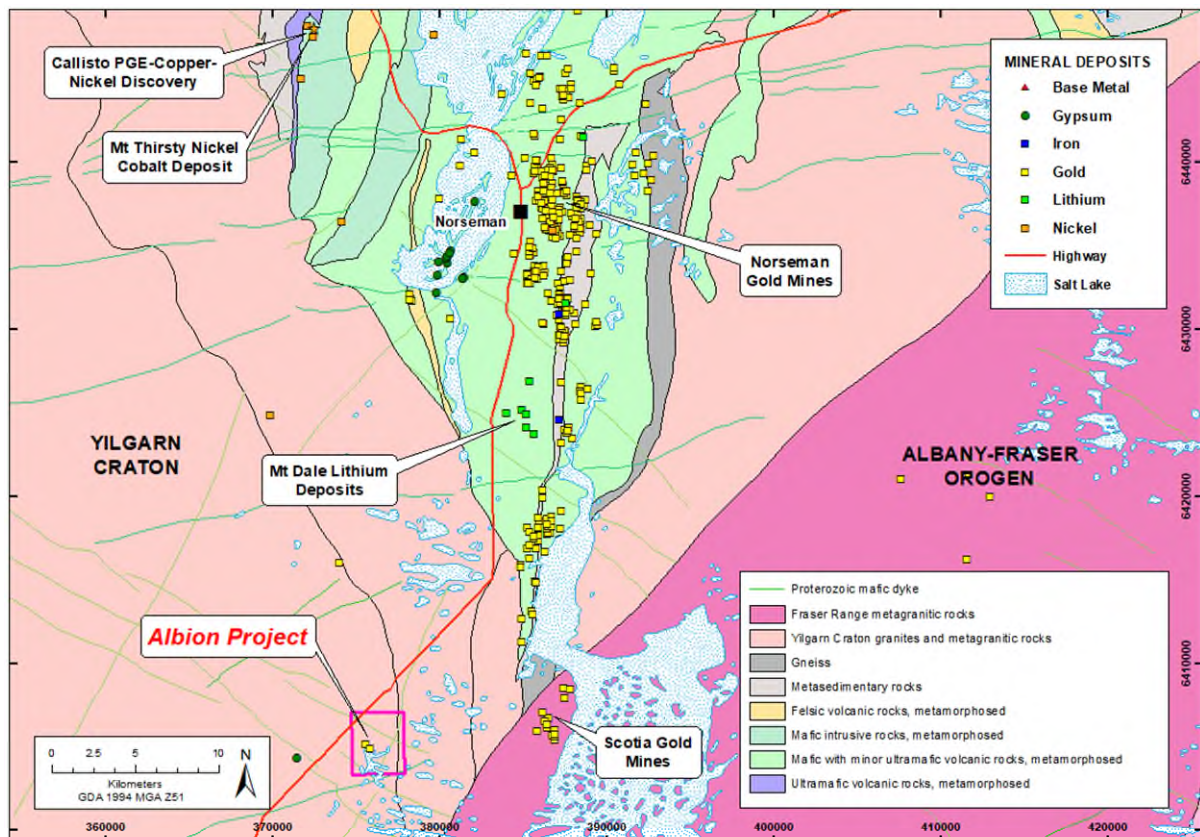 Callisto PGE-Copper-
Nickel Discovery
Mt Thirsty Nickel
Cobalt Deposit
Norseman
Norseman
Gold Mines
MINERAL DEPOSITS
Base Metal
Gypsum
Iron
Gold
Lithium
Nickel
Highway
Salt Lake
YILGARN
CRATON
Mt Dale Lithium
Deposits
ALBANY-FRASER
OROGEN
Albion Project
Scotia Gold
Mines
Proterozoic mafic dyke
Fraser Range metagranitic rocks
Yilgarn Craton granites and metagranitic rocks
Gneiss
Metasedimentary rocks
Felsic volcanic rocks, metamorphosed
Mafic intrusive rocks, metamorphosed
Mafic with minor ultramafic volcanic rocks, metamorphosed
Ultramafic volcanic rocks, metamorphosed
0 2.5 5 10
Kilometers
GDA 1994 MGA Z51
N
6440000
6430000
6420000
6410000
360000 370000 380000 390000 400000 410000 420000